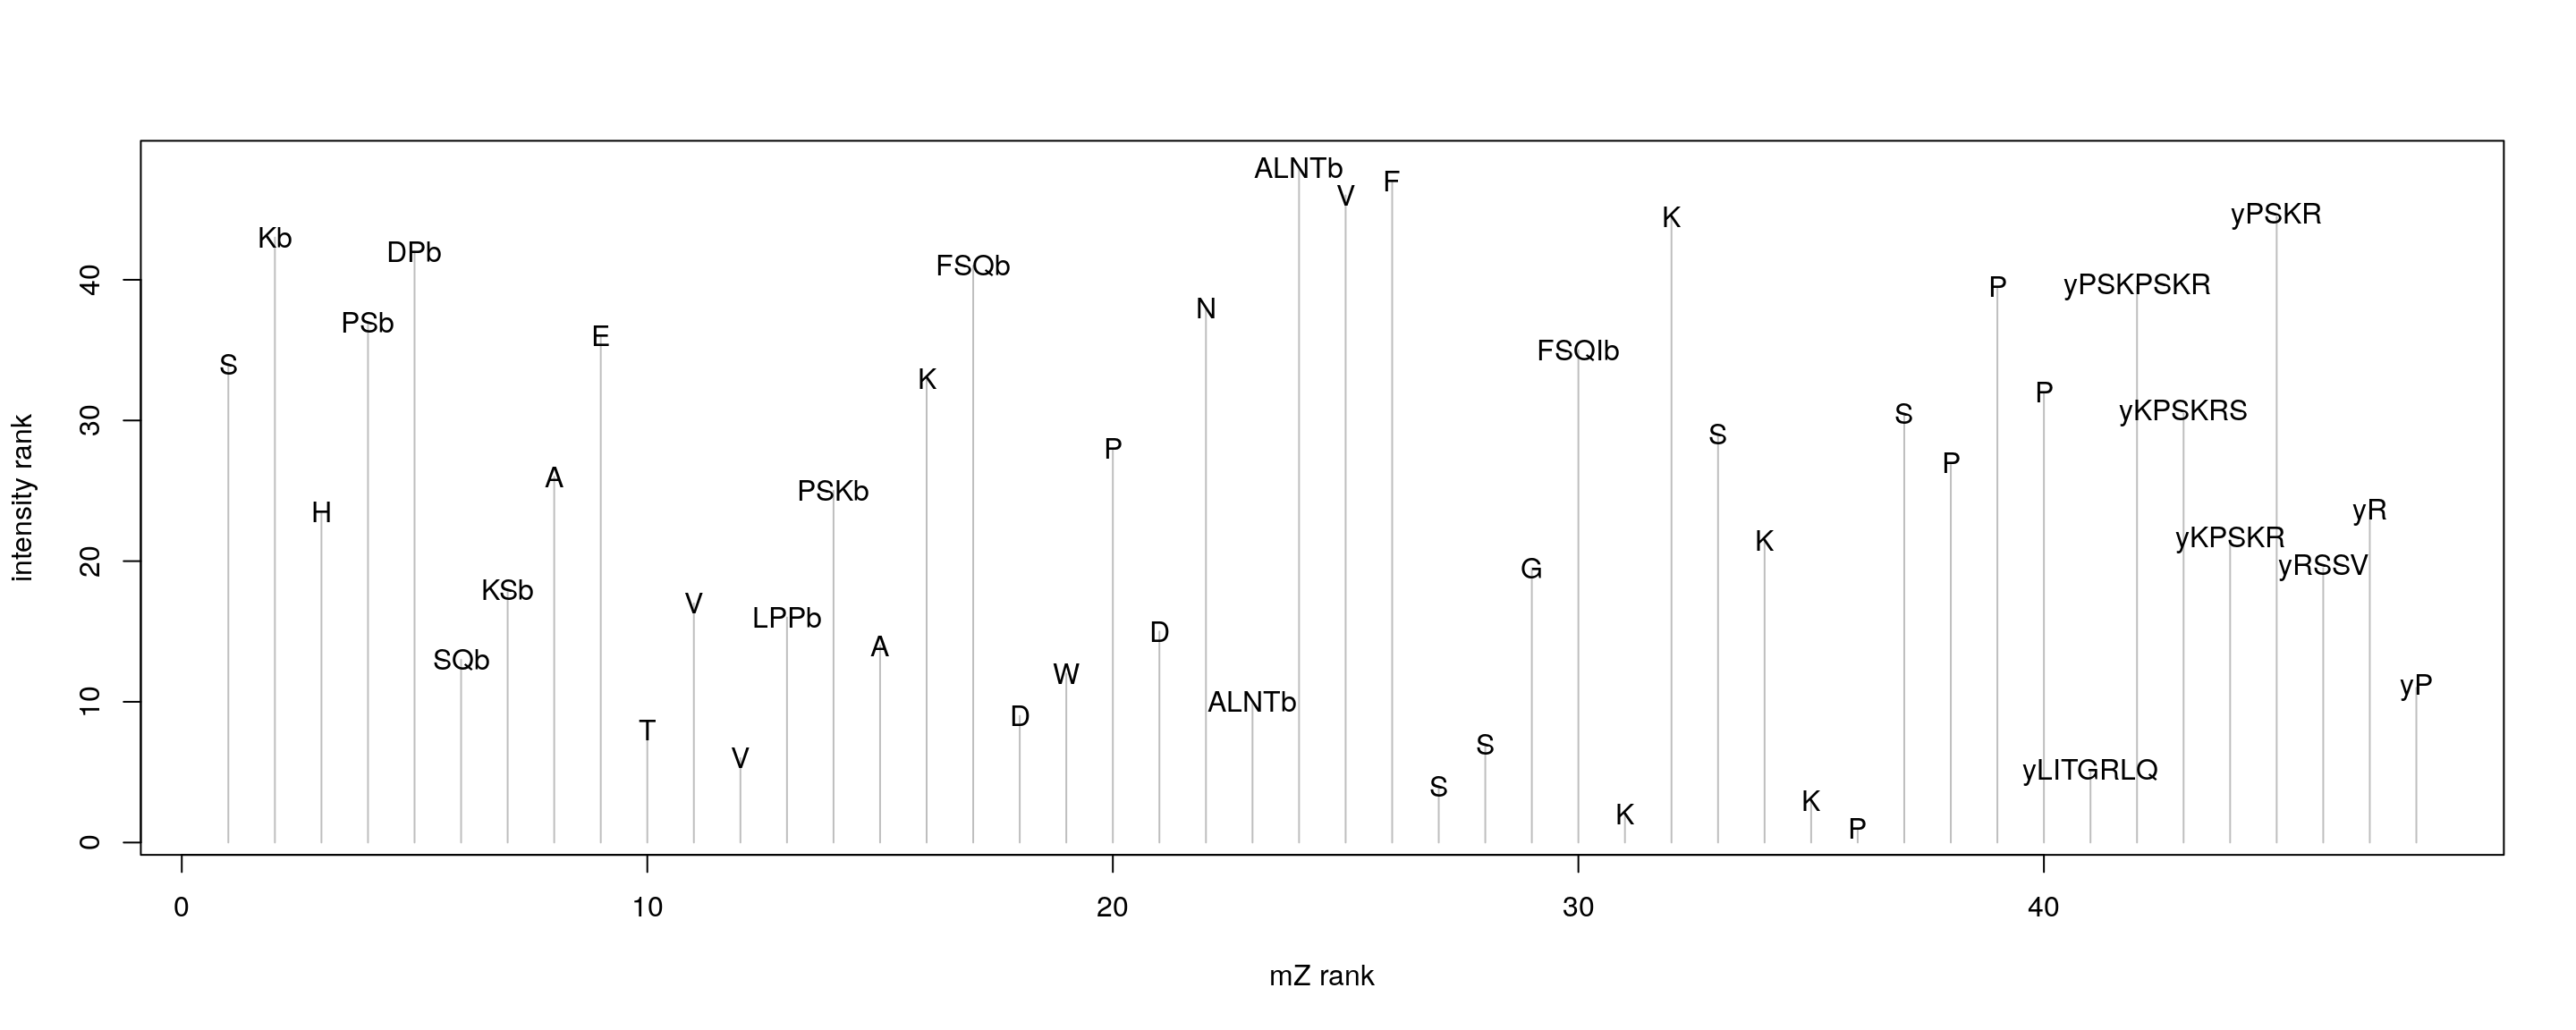 ALNTb
F
V
yPSKR
K
Kb
DPb
FSQb
yPSKPSKR
P
N
PSb
E
FSQIb
S
K
P
S
yKPSKRS
S
P
P
A
PSKb
H
yR
K
yKPSKR
yRSSV
G
KSb
V
LPPb
D
A
SQb
W
yP
ALNTb
D
T
S
V
yLITGRLQ
S
K
K
P
40
30
20
10
0
intensity rank
0 10 20 30 40
mZ rank